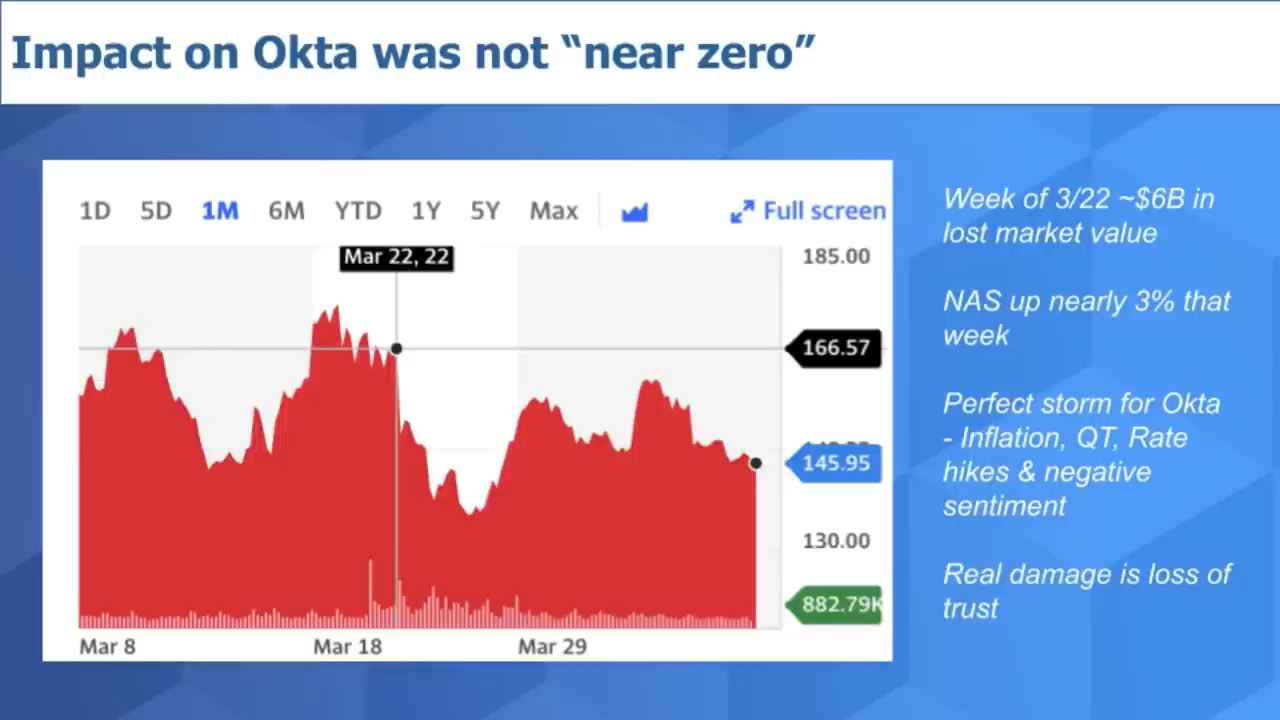 Impact on Okta was not “near zero”
1D 5D 1M 6M YTD 1Y 5Y Max Full screen
Mar 22, 22
185.00
166.57
145.95
130.00
882.79K
Mar 8 Mar 18 Mar 29
Week of 3/22 ~$6B in
lost market value
NAS up nearly 3% that
week
Perfect storm for Okta
- Inflation, QT, Rate
hikes & negative
sentiment
Real damage is loss of
trust